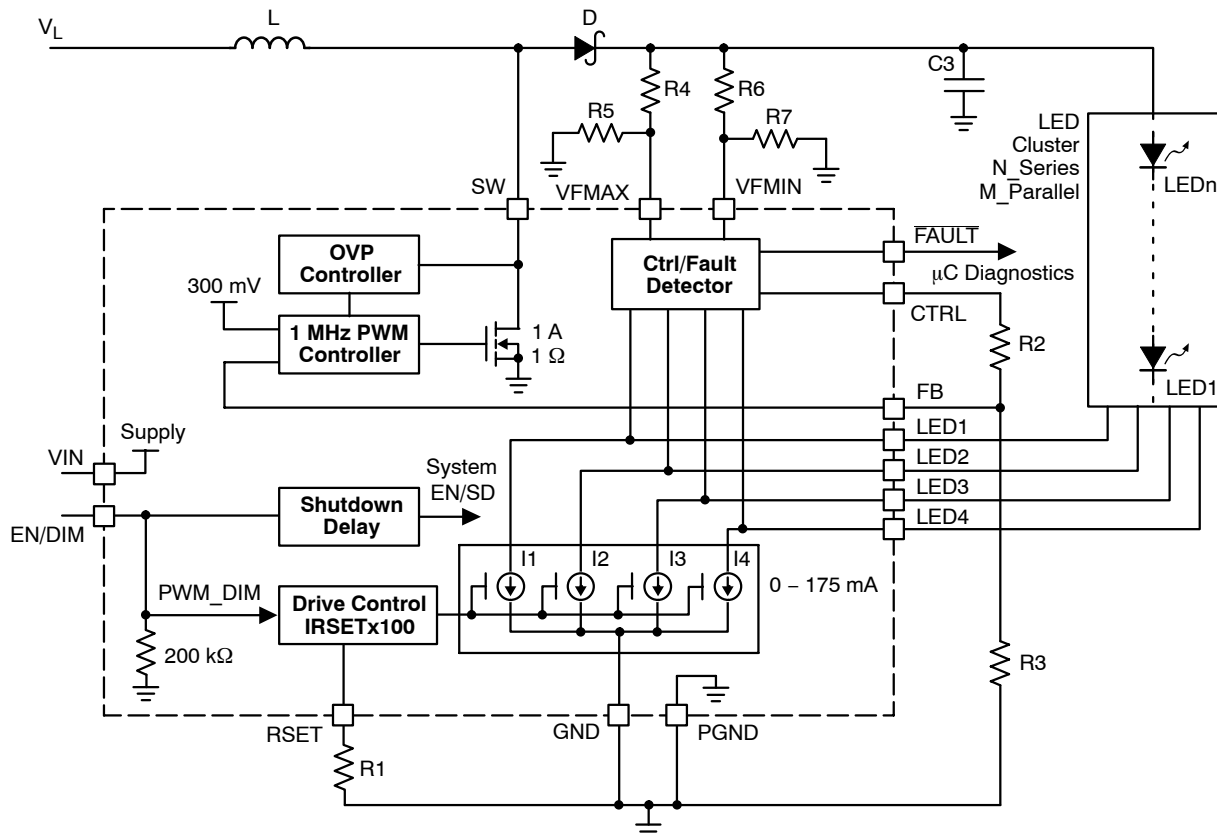 V_L
L
D
C3
R4
R6
R5
R7
LED
Cluster
N_Series
M_Parallel
LEDn
SW
VFMAX
VFMIN
OVP
Controller
Ctrl/Fault
Detector
FAULT
µC Diagnostics
CTRL
300 mV
1 MHz PWM
Controller
1 A
1 Ω
R2
LED1
FB
LED1
LED2
LED3
LED4
Supply
VIN
EN/DIM
Shutdown
Delay
System
EN/SD
I1
I2
I3
I4
0 – 175 mA
PWM_DIM
Drive Control
IRSETx100
200 kΩ
R3
RSET
GND
PGND
R1